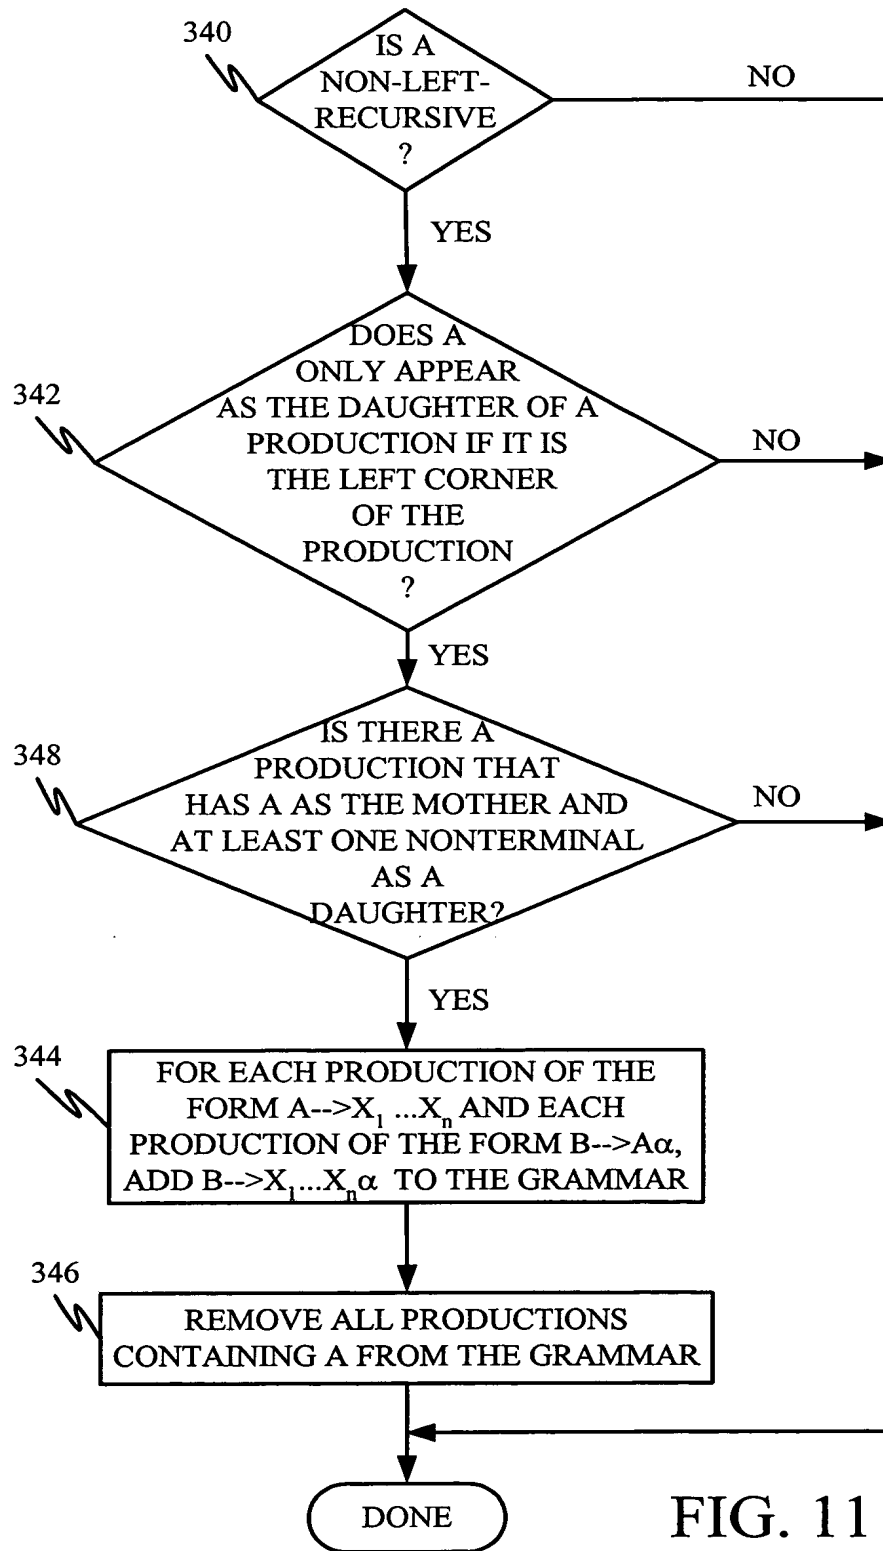 340
IS A
NON-LEFT-
RECURSIVE
?
NO
YES
342
DOES A
ONLY APPEAR
AS THE DAUGHTER OF A
PRODUCTION IF IT IS
THE LEFT CORNER
OF THE
PRODUCTION
?
NO
YES
348
IS THERE A
PRODUCTION THAT
HAS A AS THE MOTHER AND
AT LEAST ONE NONTERMINAL
AS A
DAUGHTER?
NO
YES
344
FOR EACH PRODUCTION OF THE
FORM A-->X₁ ...Xₙ AND EACH
PRODUCTION OF THE FORM B-->Aα,
ADD B-->X₁...Xₙα TO THE GRAMMAR
346
REMOVE ALL PRODUCTIONS
CONTAINING A FROM THE GRAMMAR
DONE
FIG. 11